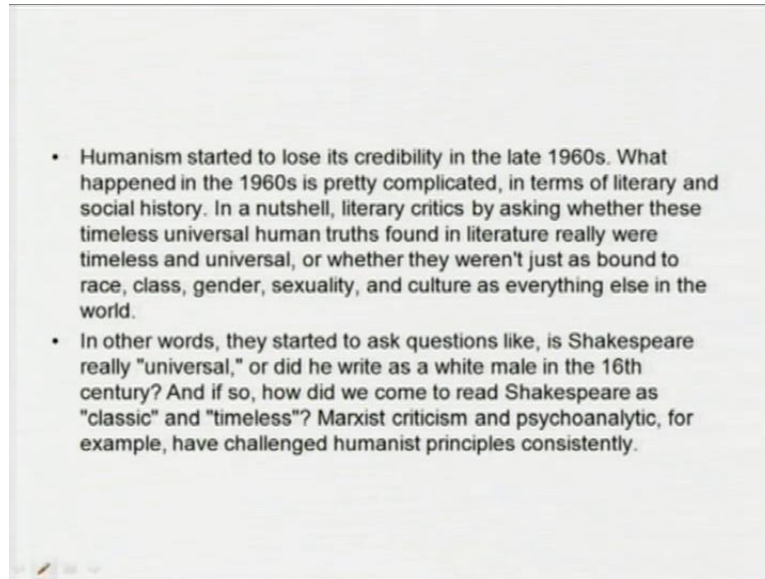 • Humanism started to lose its credibility in the late 1960s. What
happened in the 1960s is pretty complicated, in terms of literary and
social history. In a nutshell, literary critics by asking whether these
timeless universal human truths found in literature really were
timeless and universal, or whether they weren't just as bound to
race, class, gender, sexuality, and culture as everything else in the
world.
• In other words, they started to ask questions like, is Shakespeare
really "universal," or did he write as a white male in the 16th
century? And if so, how did we come to read Shakespeare as
"classic" and "timeless"? Marxist criticism and psychoanalytic, for
example, have challenged humanist principles consistently.